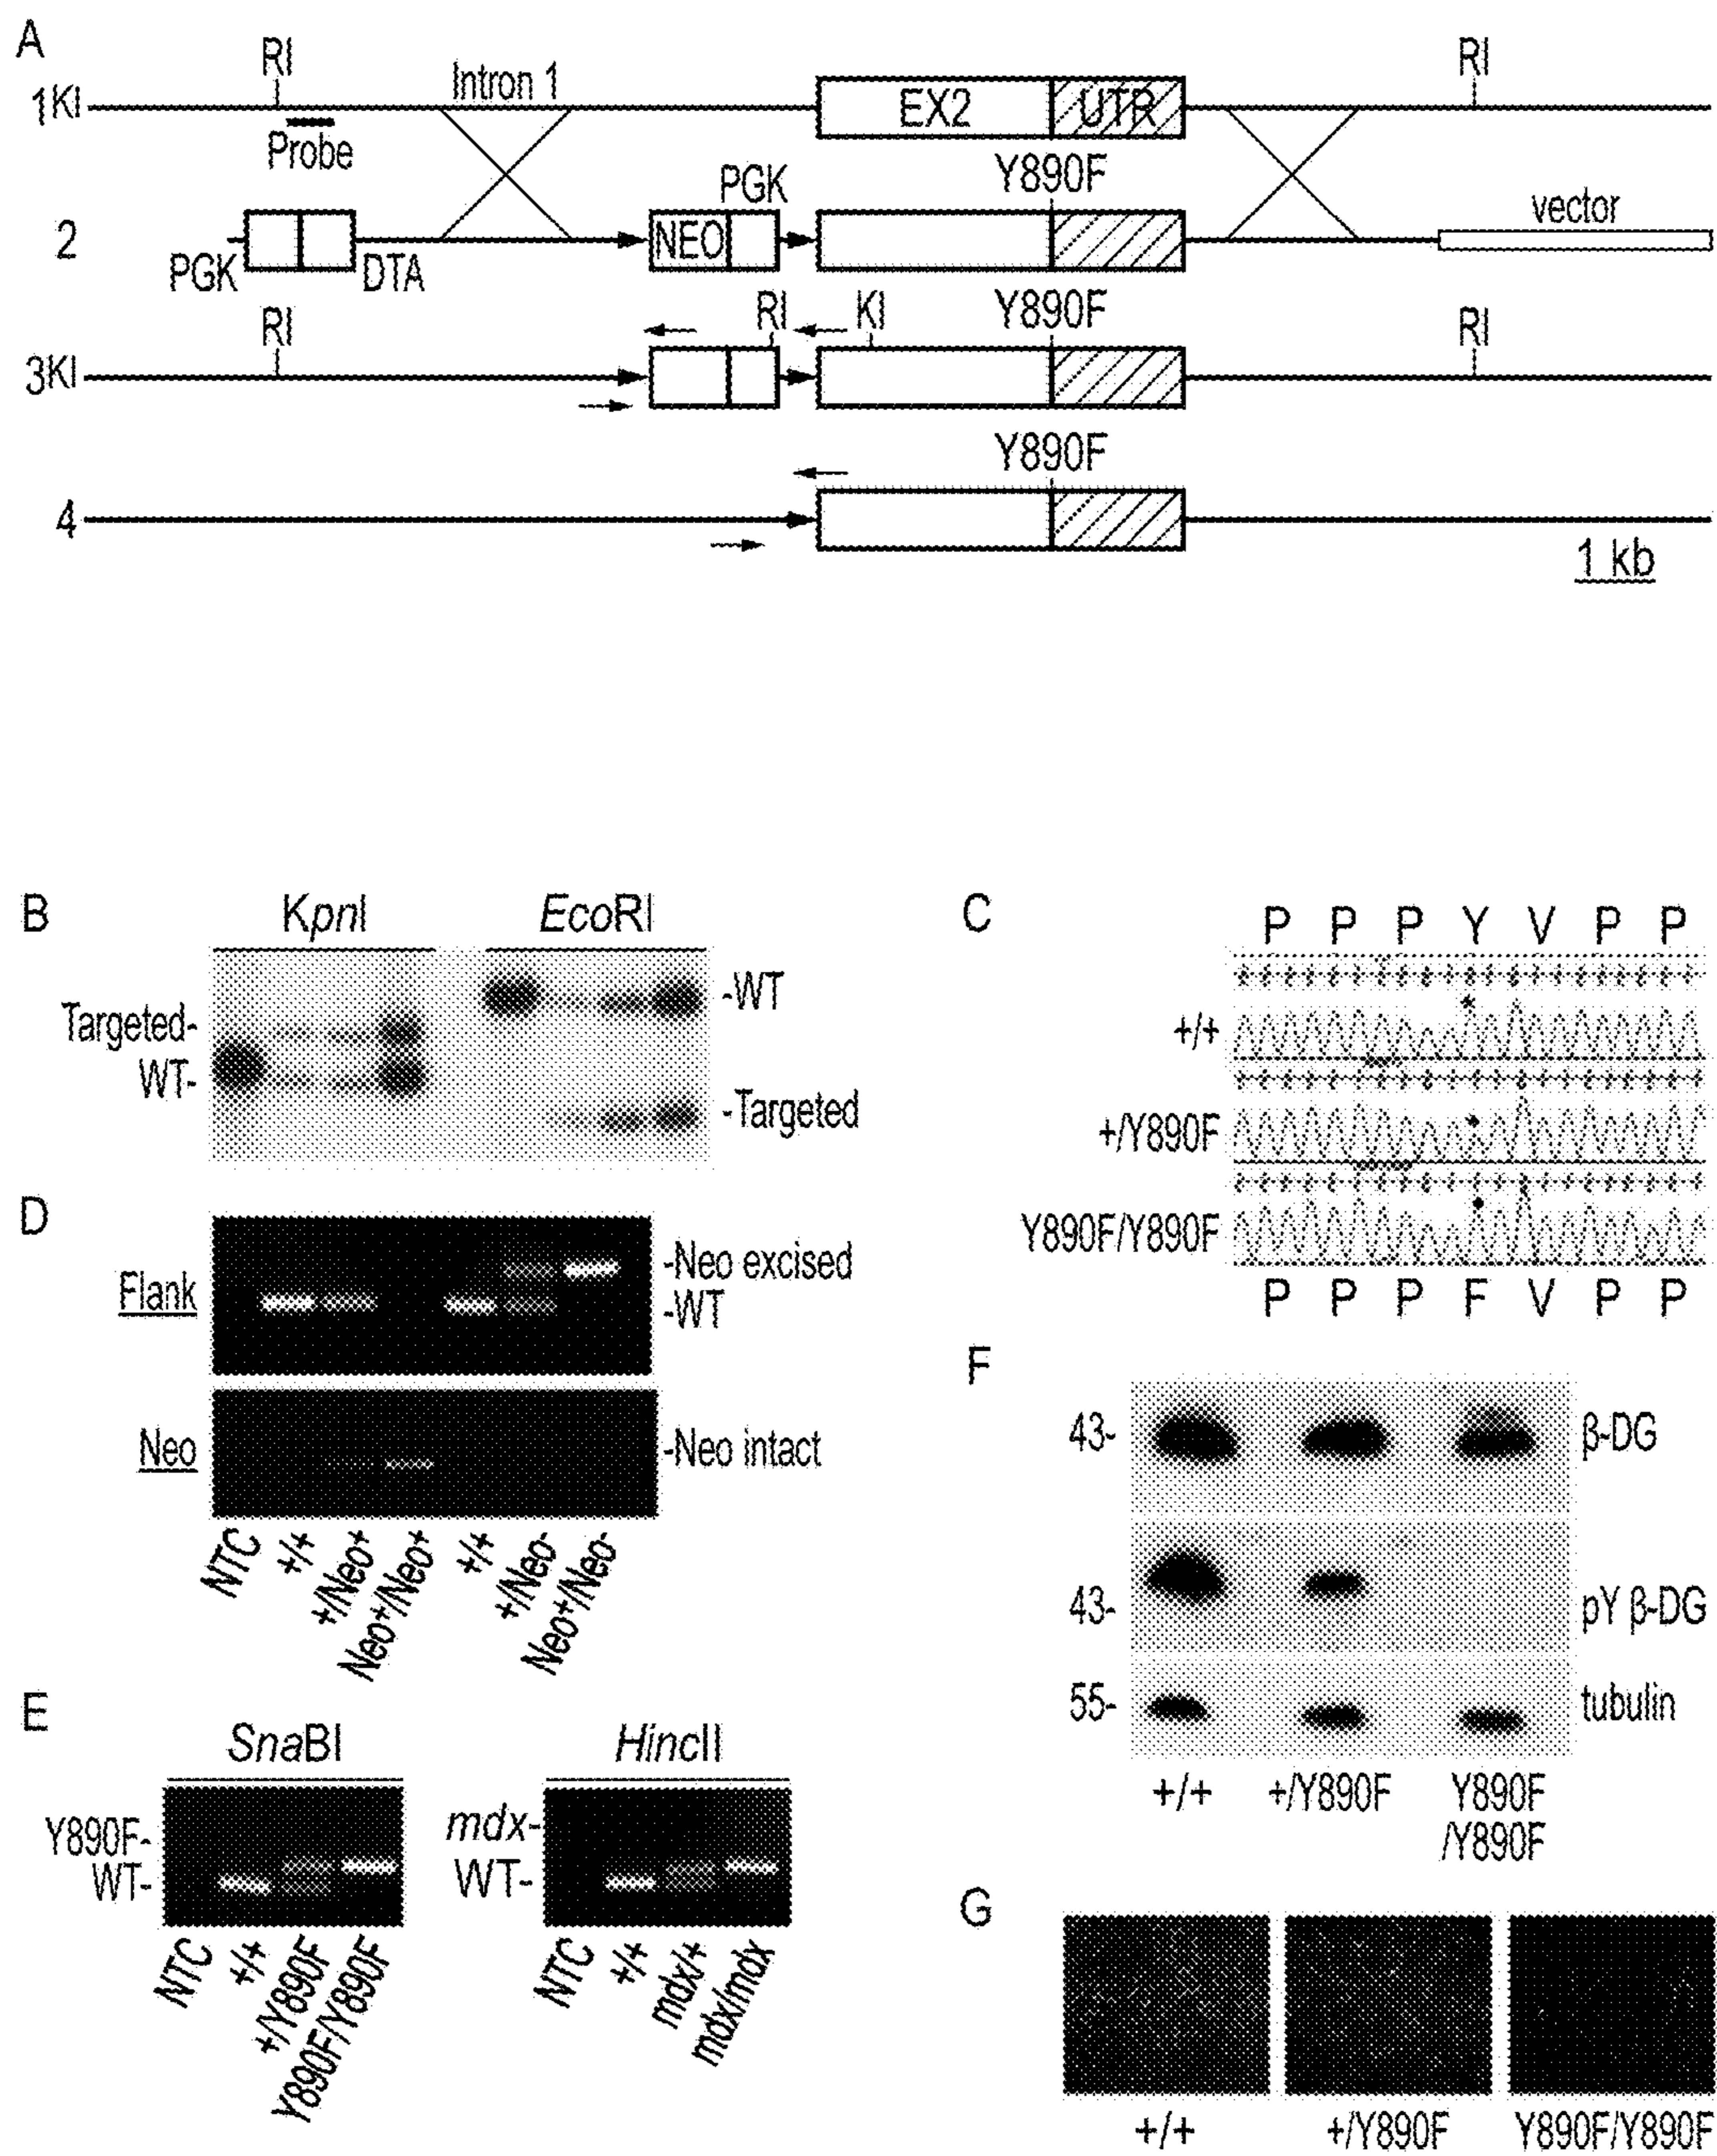 A
RI
Intron 1
RI
1KI
EX2
UTR
Probe
PGK
Y890F
2
NEO
vector
PGK
DTA
RI
RI
KI
Y890F
RI
3KI
Y890F
4
1 kb
B
KpnI
EcoRI
Targeted-
WT-
-WT
-Targeted
C
P P P Y V P P
+/+
+/Y890F
Y890F/Y890F
P P P F V P P
D
Flank
-Neo excised
-WT
Neo
-Neo intact
NTC
+/+
+/Neo+
Neo+/Neo+
+/+
+/Neo-
Neo+/Neo-
E
SnaBI
Y890F-
WT-
NTC
+/+
+/Y890F
Y890F/Y890F
HincII
mdx-
WT-
NTC
+/+
mdx/+
mdx/mdx
F
43-
β-DG
43-
pY β-DG
55-
tubulin
+/+
+/Y890F
Y890F
/Y890F
G
+/+
+/Y890F
Y890F/Y890F